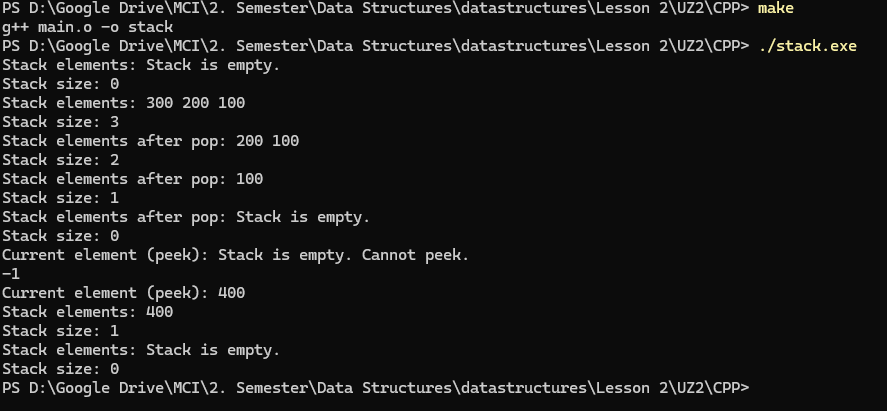 PS D:\Google Drive\MCI\2. Semester\Data Structures\datastructures\Lesson 2\UZ2\CPP> make
g++ main.o -o stack
PS D:\Google Drive\MCI\2. Semester\Data Structures\datastructures\Lesson 2\UZ2\CPP> ./stack.exe
Stack elements: Stack is empty.
Stack size: 0
Stack elements: 300 200 100
Stack size: 3
Stack elements after pop: 200 100
Stack size: 2
Stack elements after pop: 100
Stack size: 1
Stack elements after pop: Stack is empty.
Stack size: 0
Current element (peek): Stack is empty. Cannot peek.
-1
Current element (peek): 400
Stack elements: 400
Stack size: 1
Stack elements: Stack is empty.
Stack size: 0
PS D:\Google Drive\MCI\2. Semester\Data Structures\datastructures\Lesson 2\UZ2\CPP>